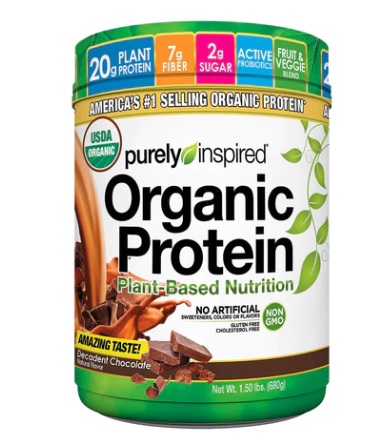 20g PLANT PROTEIN
7g FIBER
2g SUGAR
ACTIVE PROBIOTICS
FRUIT & VEGGIE BLEND
2
AMERICA'S #1 SELLING ORGANIC PROTEIN
USDA
ORGANIC
purely inspired®
Organic
Protein
Plant-Based Nutrition
NO ARTIFICIAL
SWEETENERS, COLORS OR FLAVORS
GLUTEN FREE
CHOLESTEROL FREE
NON
GMO
AMAZING TASTE!
Decadent Chocolate
Natural Flavor
Net Wt. 1.50 lbs. (680g)